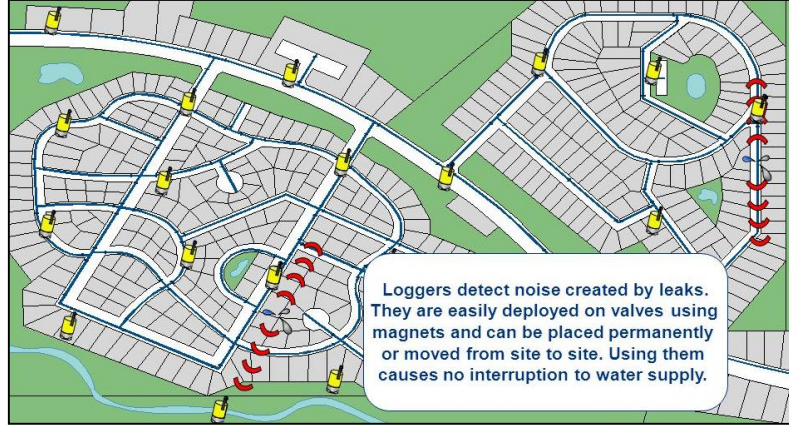 Loggers detect noise created by leaks.
They are easily deployed on valves using
magnets and can be placed permanently
or moved from site to site. Using them
causes no interruption to water supply.